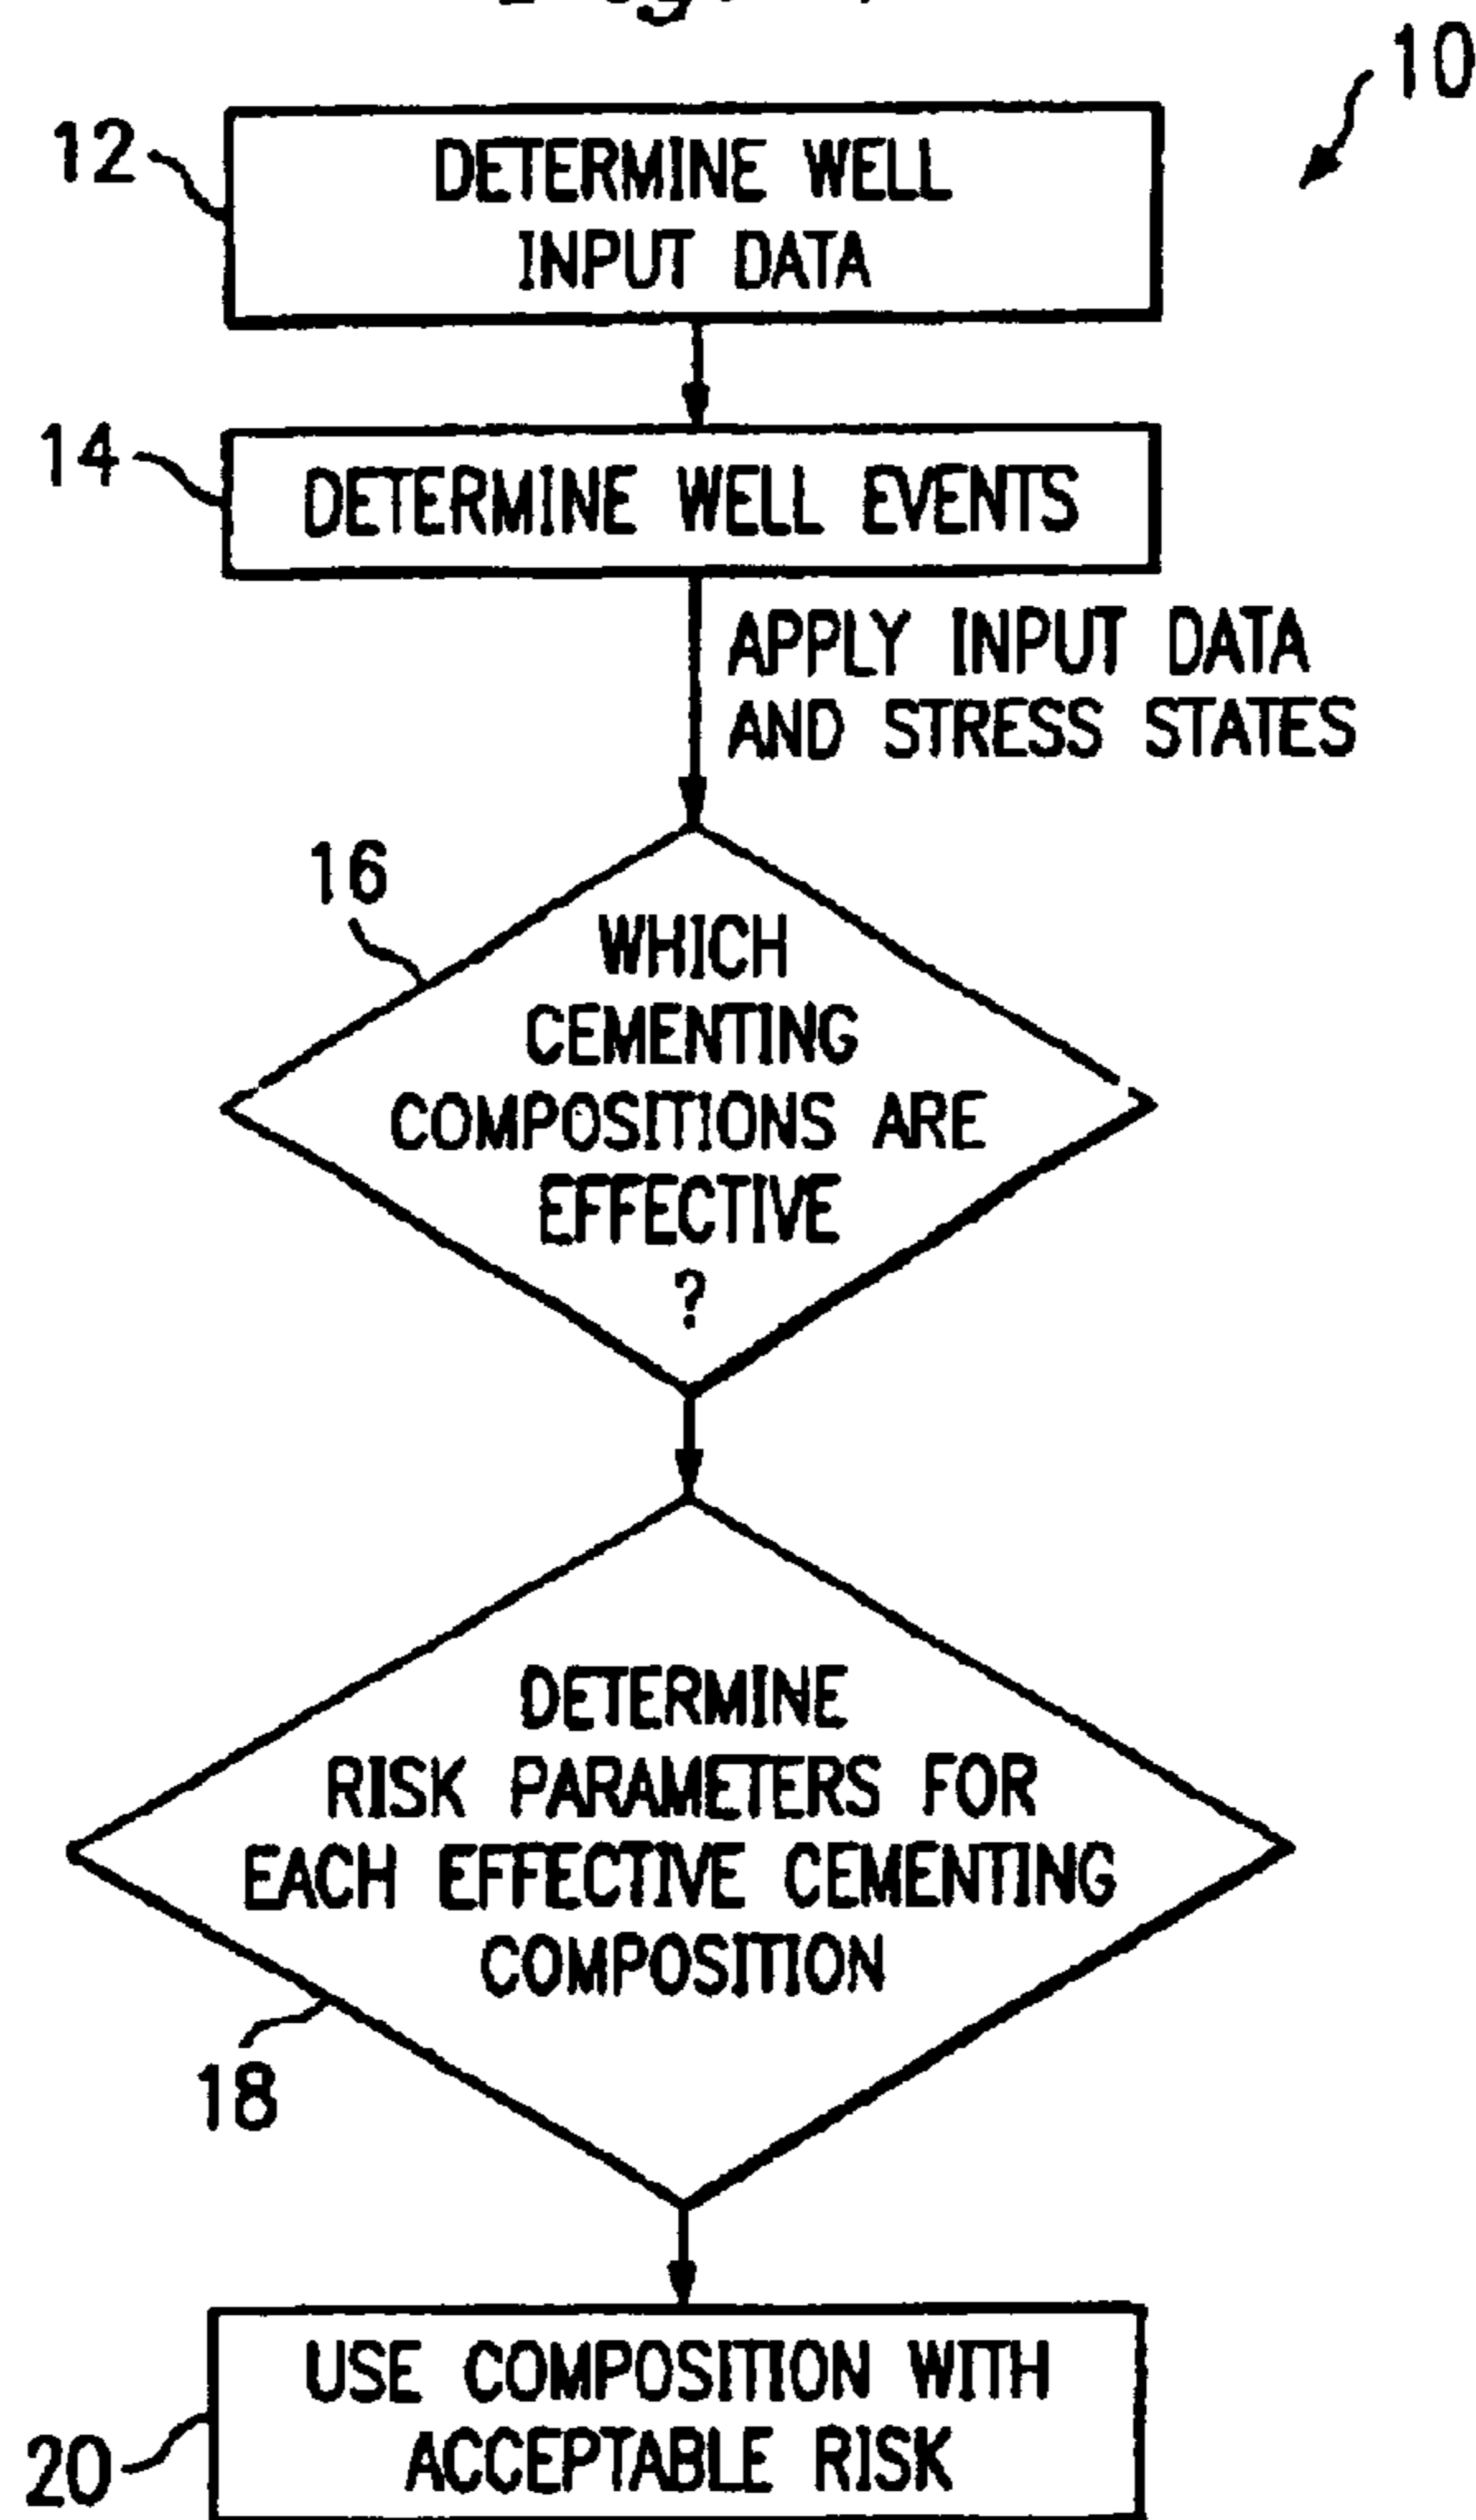 10
12
DETERMINE WELL
INPUT DATA
14
DETERMINE WELL EVENTS
APPLY INPUT DATA
AND STRESS STATES
16
WHICH
CEMENTING
COMPOSITIONS ARE
EFFECTIVE
?
DETERMINE
RISK PARAMETERS FOR
EACH EFFECTIVE CEMENTING
COMPOSITION
18
USE COMPOSITION WITH
ACCEPTABLE RISK
20